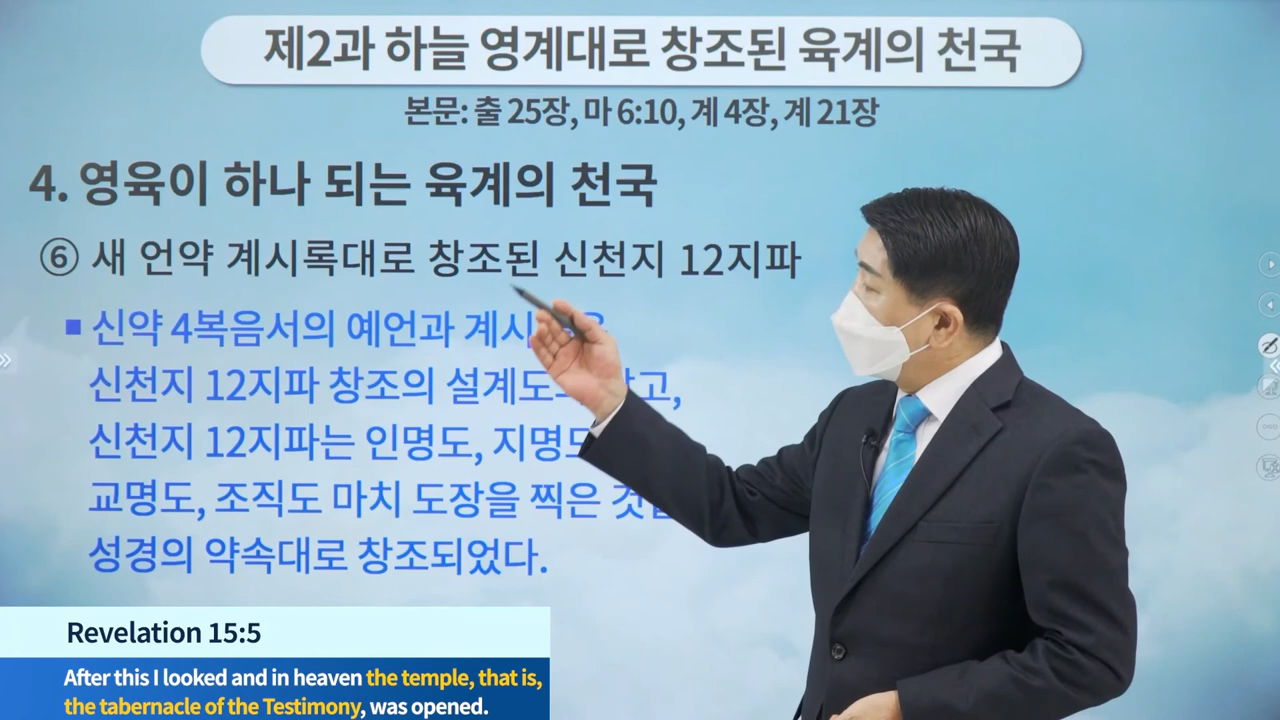 제2과 하늘 영계대로 창조된 육계의 천국
본문: 출 25장, 마 6:10, 계 4장, 계 21장
4. 영육이 하나 되는 육계의 천국
⑥ 새 언약 계시록대로 창조된 신천지 12지파
■ 신약 4복음서의 예언과
신천지 12지파 창조의
신천지 12지파는 인명도,
교명도, 조직도 마치 도장을 찍은
성경의 약속대로 창조되었다.
Revelation 15:5
After this I looked and in heaven the temple, that is,
the tabernacle of the Testimony, was opened.